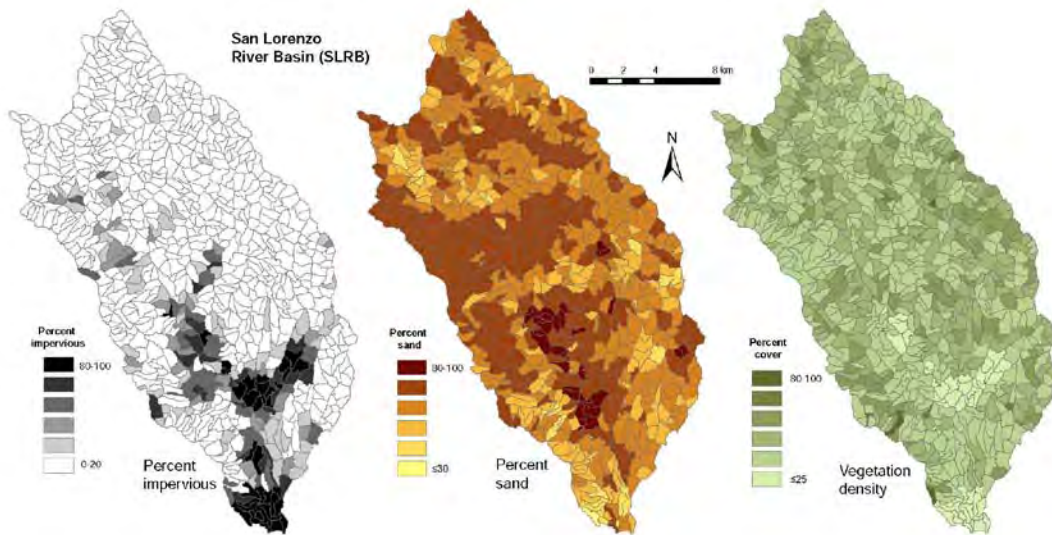 San Lorenzo
River Basin (SLRB)
0 2 4 8 km
N
Percent
impervious
80-100
0-20
Percent
impervious
Percent
sand
80-100
≤30
Percent
sand
Percent
cover
80-100
≤25
Vegetation
density